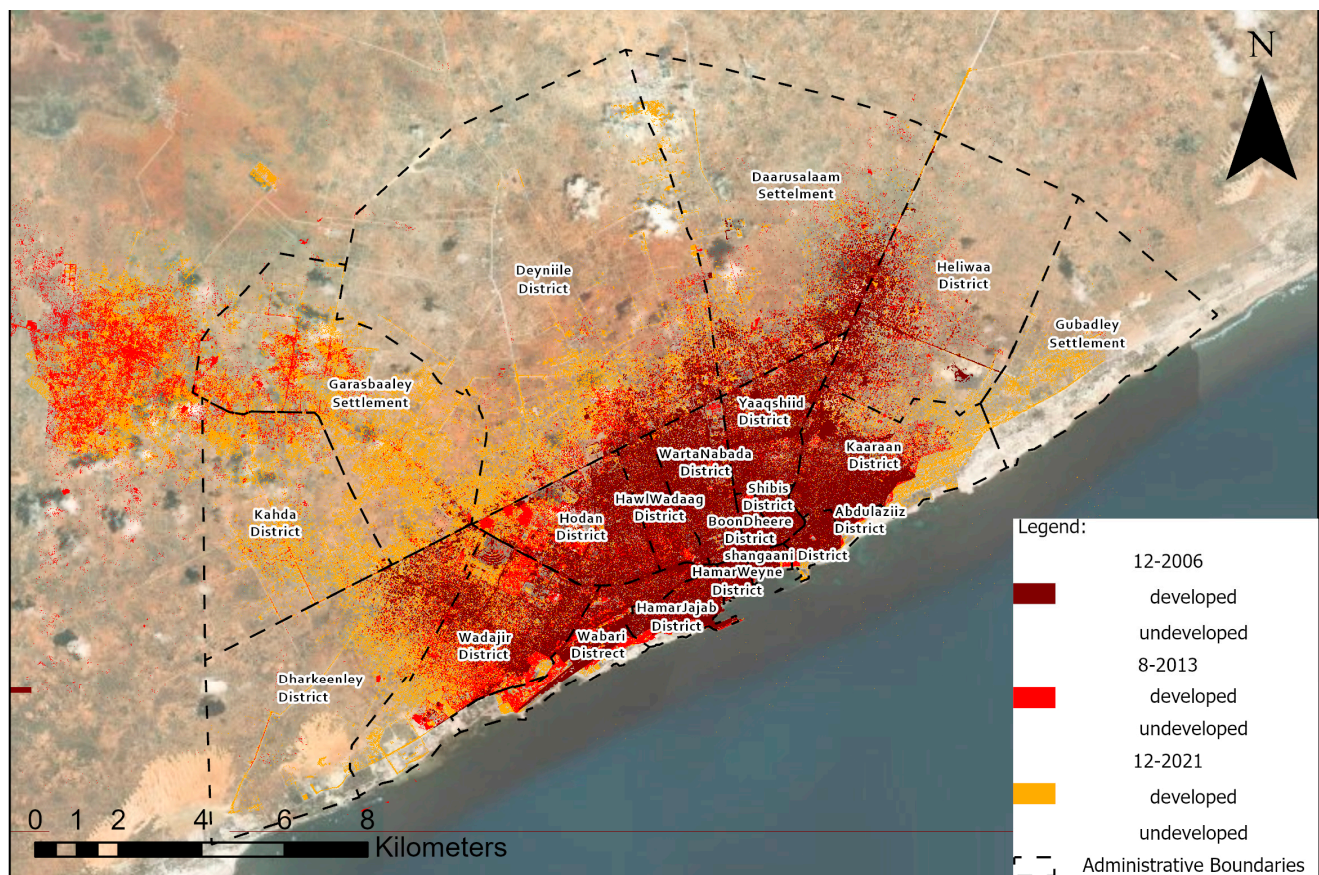 N
Daarusalaam
Settelment
Deyniile
District
Heliwaa
District
Gubadley
Settlement
Garasbaaley
Settlement
Yaaqshiid
District
WartaNabada
District
Kaaraan
District
Shibis
District
HawlWadaag
District
Hodan
District
Kahda
District
BoonDheere
District
Abdulaziiz
District
shangaani District
HamarWeyne
District
HamarJajab
District
Wadajir
District
Wabari
Distrect
Dharkeenley
District
0 1 2 4 6 8
Kilometers
Legend:
12-2006
developed
undeveloped
8-2013
developed
undeveloped
12-2021
developed
undeveloped
Administrative Boundaries